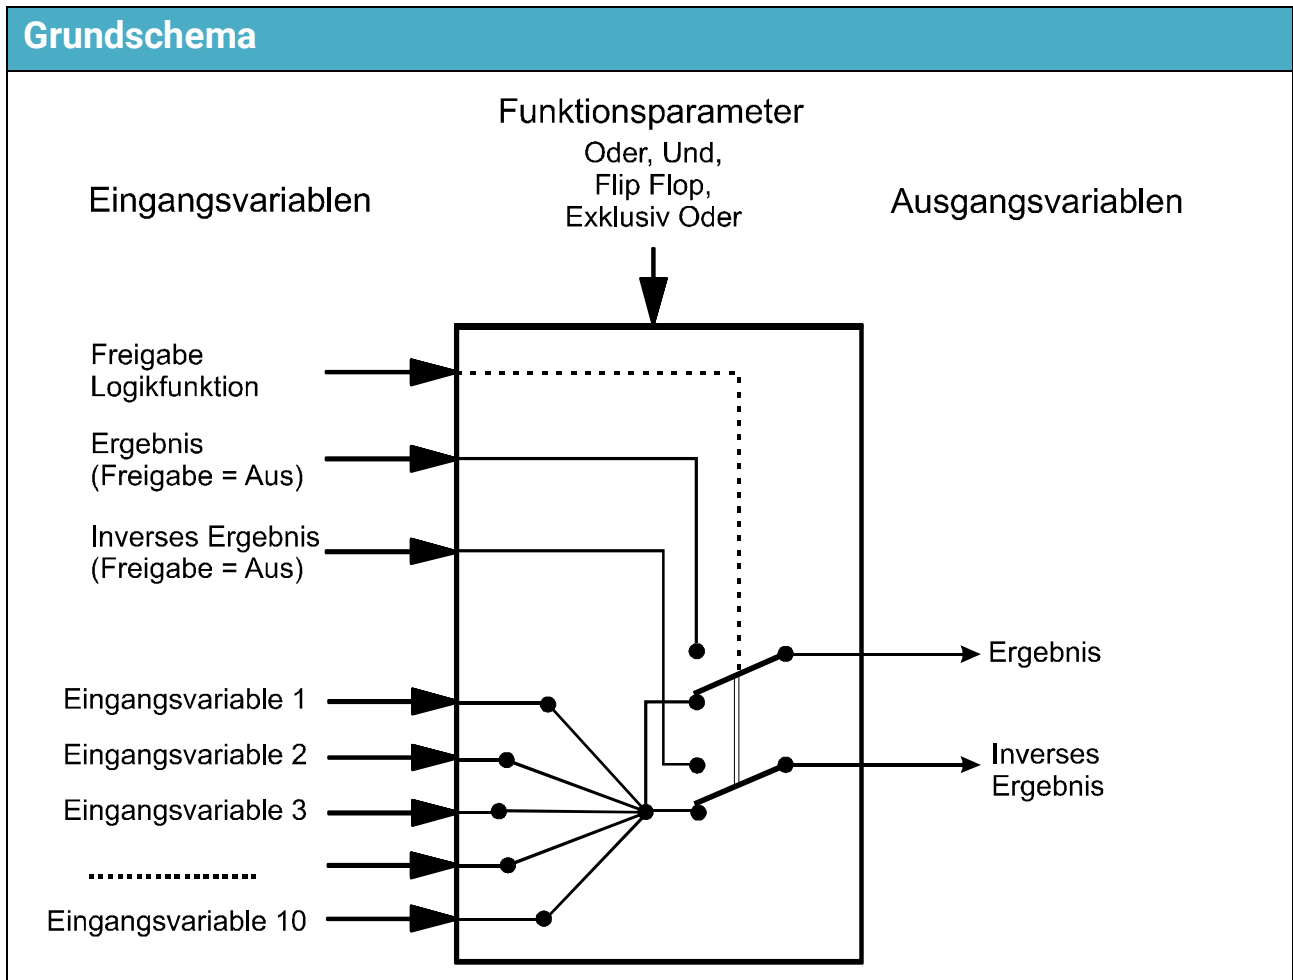 Grundschema
Funktionsparameter
Oder, Und,
Flip Flop,
Exklusiv Oder
Eingangsvariablen
Ausgangsvariablen
Freigabe
Logikfunktion
Ergebnis
(Freigabe = Aus)
Inverses Ergebnis
(Freigabe = Aus)
Eingangsvariable 1
Eingangsvariable 2
Eingangsvariable 3
Eingangsvariable 10
Ergebnis
Inverses
Ergebnis